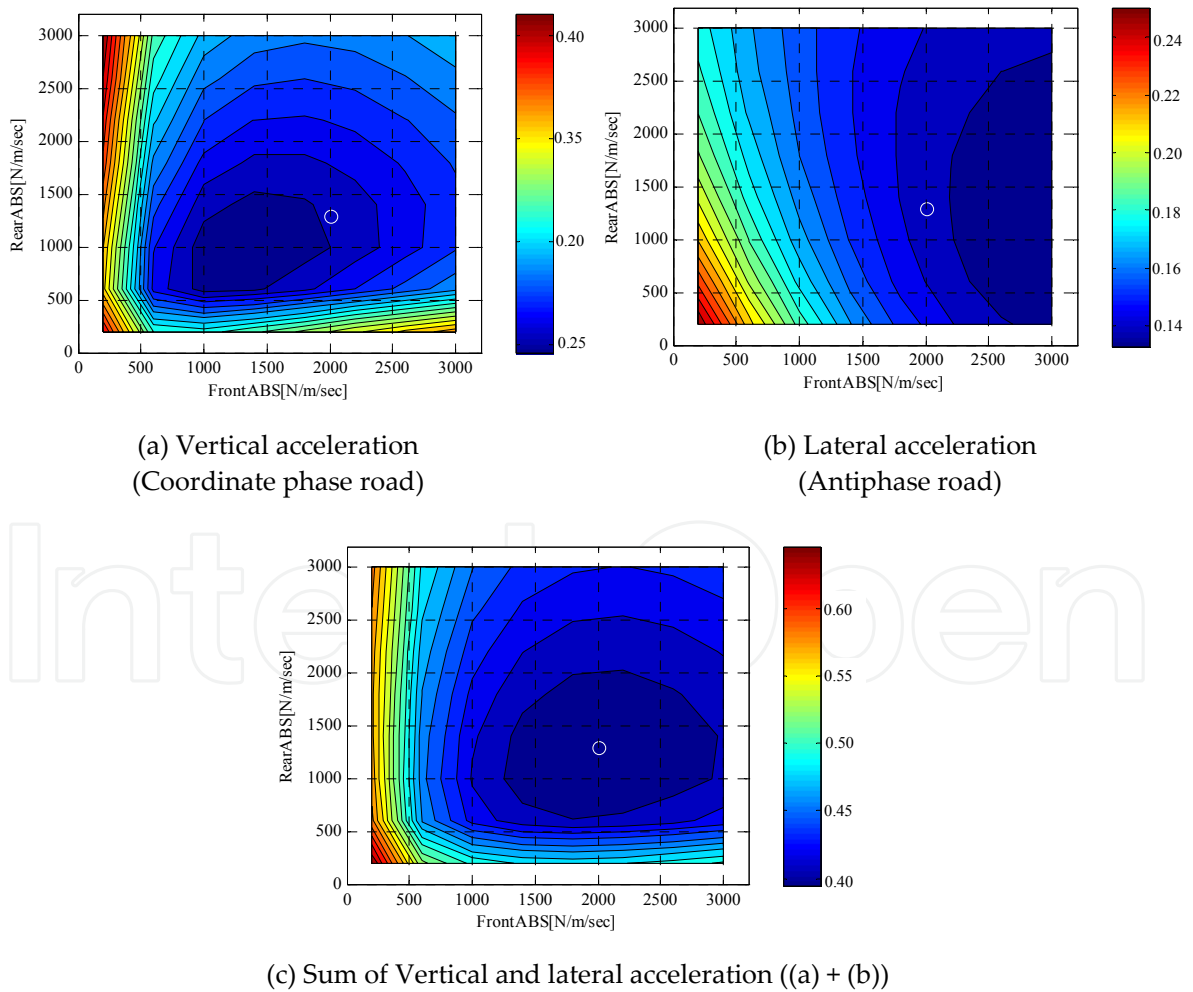 3000
2500
2000
1500
1000
500
0
RearABS[N/m/sec]
0 500 1000 1500 2000 2500 3000
FrontABS[N/m/sec]
0.40
0.35
0.20
0.25
3000
2500
2000
1500
1000
500
0
RearABS[N/m/sec]
0 500 1000 1500 2000 2500 3000
FrontABS[N/m/sec]
0.24
0.22
0.20
0.18
0.16
0.14
(a) Vertical acceleration
(Coordinate phase road)
(b) Lateral acceleration
(Antiphase road)
3000
2500
2000
1500
1000
500
0
RearABS[N/m/sec]
0 500 1000 1500 2000 2500 3000
FrontABS[N/m/sec]
0.60
0.55
0.50
0.45
0.40
(c) Sum of Vertical and lateral acceleration ((a) + (b))